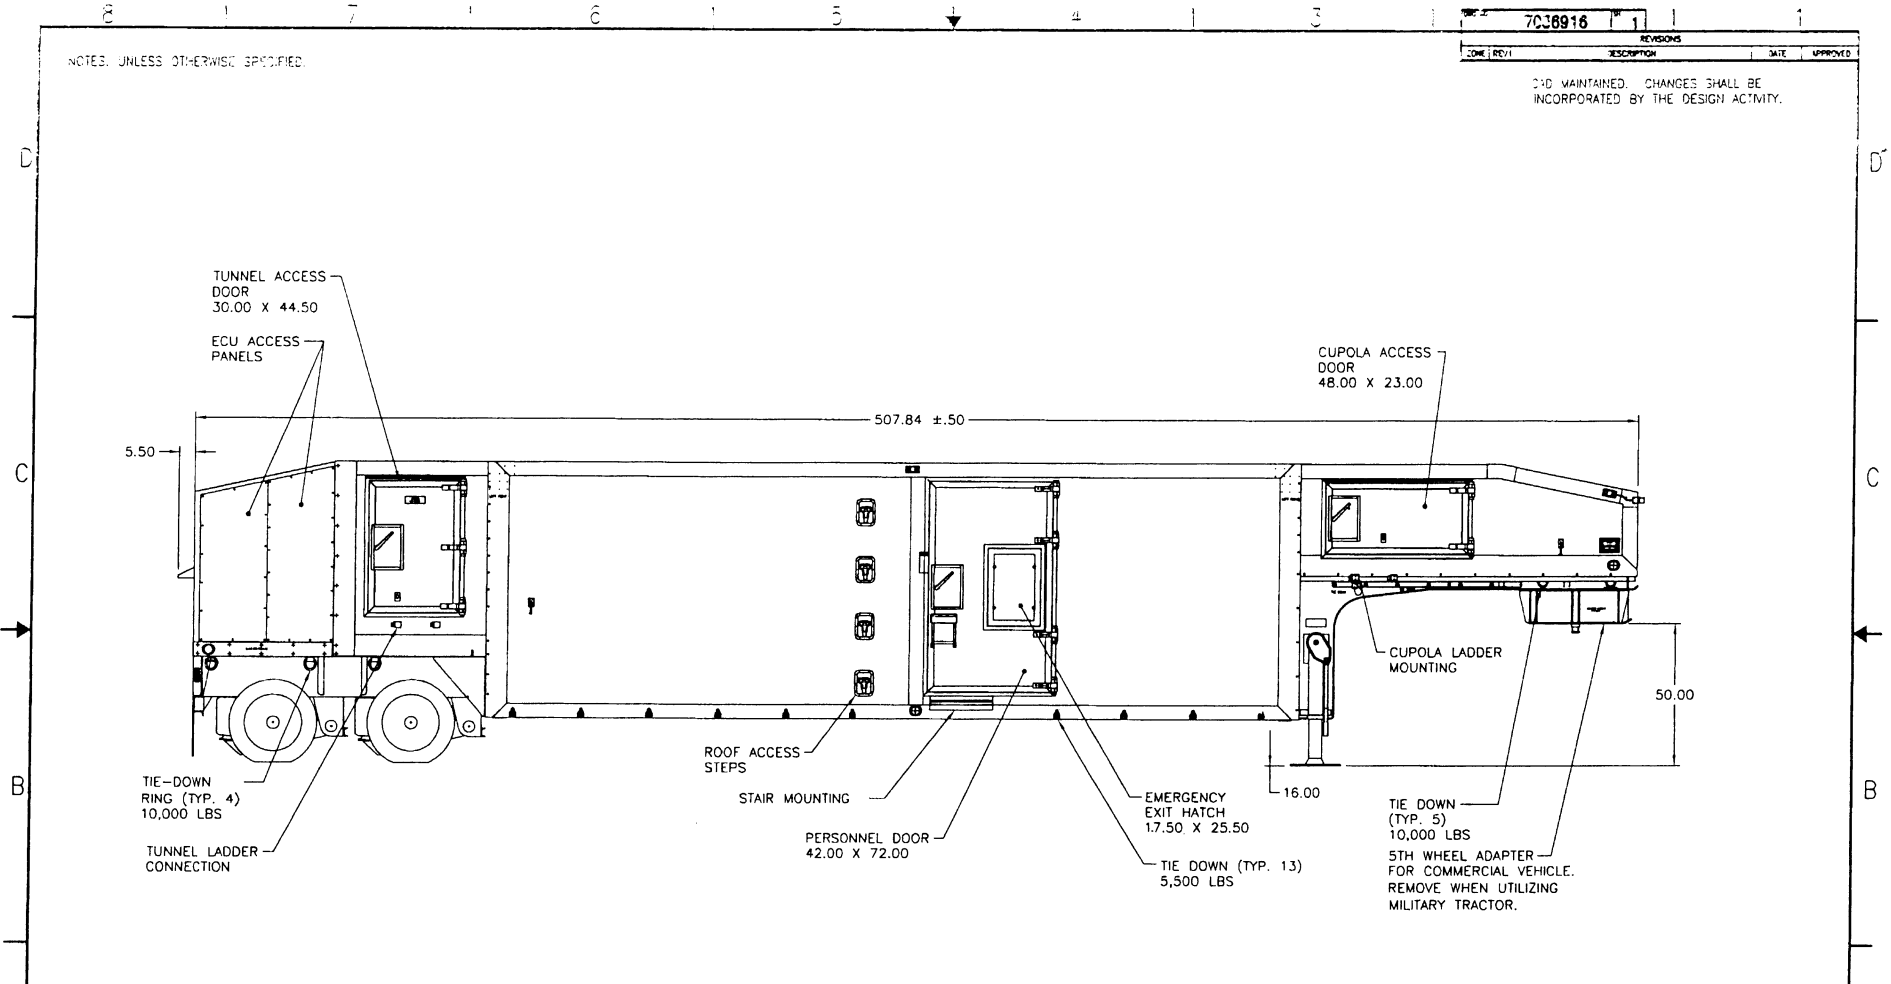 8 7 6 5 4 3 1
7036916 1
REVISIONS
ZONE REV DESCRIPTION DATE APPROVED
NOTES. UNLESS OTHERWISE SPECIFIED.
CAD MAINTAINED. CHANGES SHALL BE
INCORPORATED BY THE DESIGN ACTIVITY.
D D
TUNNEL ACCESS
DOOR
30.00 X 44.50
ECU ACCESS
PANELS
CUPOLA ACCESS
DOOR
48.00 X 23.00
507.84 ±.50
5.50
C C
CUPOLA LADDER
MOUNTING
50.00
ROOF ACCESS
STEPS
STAIR MOUNTING
PERSONNEL DOOR
42.00 X 72.00
EMERGENCY
EXIT HATCH
17.50 X 25.50
16.00
TIE DOWN (TYP. 13)
5,500 LBS
TIE-DOWN
RING (TYP. 4)
10,000 LBS
TUNNEL LADDER
CONNECTION
TIE DOWN
(TYP. 5)
10,000 LBS
5TH WHEEL ADAPTER
FOR COMMERCIAL VEHICLE.
REMOVE WHEN UTILIZING
MILITARY TRACTOR.
B B